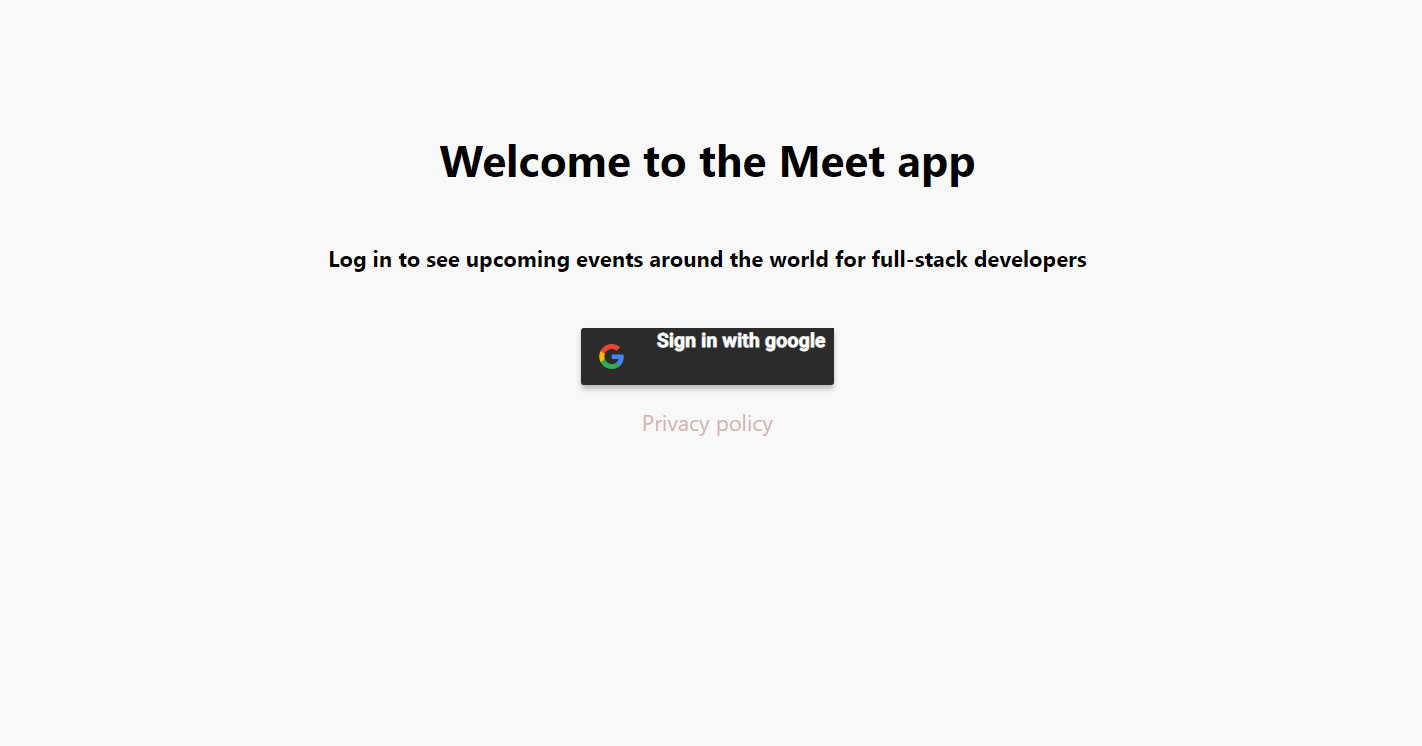 Welcome to the Meet app
Log in to see upcoming events around the world for full-stack developers
Sign in with google
Privacy policy